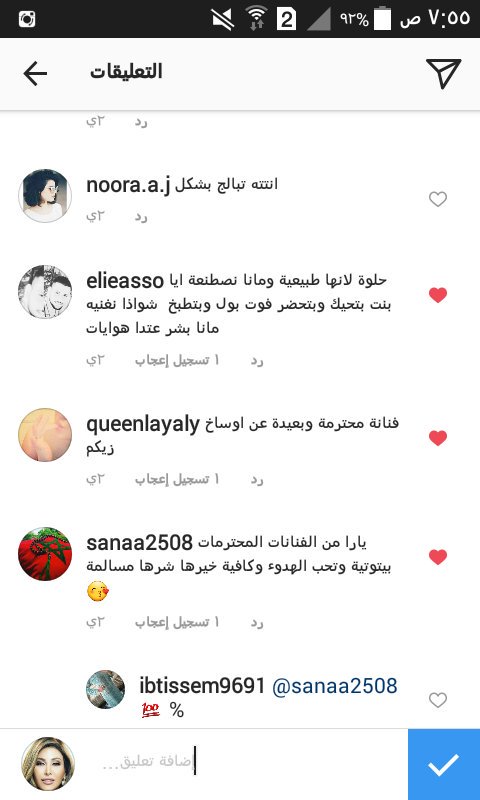 ٧:٥٥ ص ٩٢% 2
التعليقات
رد ٢ي
noora.a.j انتته تبالج بشكل
رد ٢ي
elieasso حلوة لانها طبيعية ومانا نصطنعة ايا
بنت بتحيك وبتحضر فوت بول وبتطبخ شواذا نغنيه
مانا بشر عتدا هوايات
رد ١ تسجيل إعجاب ٢ي
queenlayaly فنانة محترمة وبعيدة عن اوساخ
زيكم
رد ١ تسجيل إعجاب ٢ي
sanaa2508 يارا من الفنانات المحترمات
بيتوتية وتحب الهدوء وكافية خيرها شرها مسالمة
😙
رد ١ تسجيل إعجاب ٢ي
ibtissem9691 @sanaa2508
💯 %
إضافة تعليق...